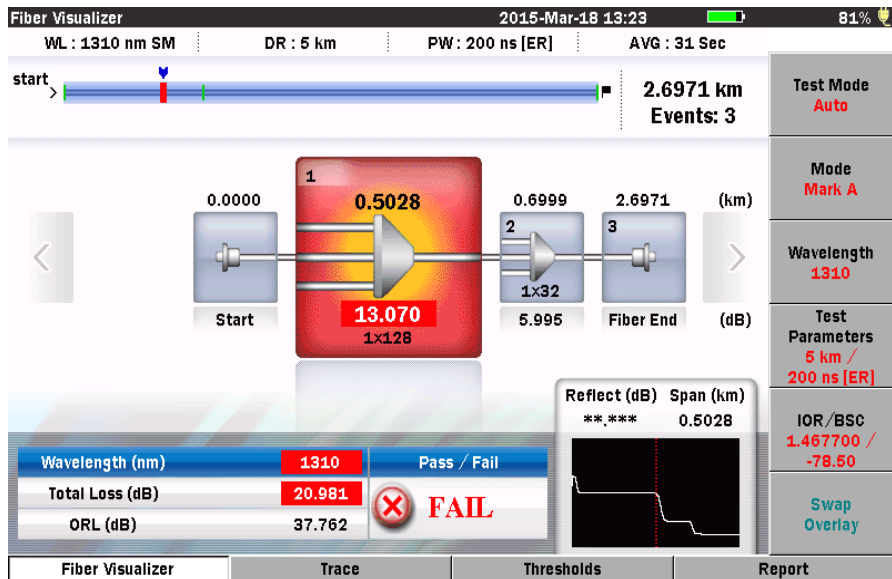 Fiber Visualizer 2015-Mar-18 13:23 81%
WL : 1310 nm SM DR : 5 km PW : 200 ns [ER] AVG : 31 Sec
start
2.6971 km
Events: 3
0.0000 1 0.5028 0.6999 2.6971 (km)
2 3
1×32
Start 13.070 5.995 Fiber End (dB)
1×128
Reflect (dB) Span (km)
**.*** 0.5028
Wavelength (nm) 1310 Pass / Fail
Total Loss (dB) 20.981 FAIL
ORL (dB) 37.762
Test Mode
Auto
Mode
Mark A
Wavelength
1310
Test
Parameters
5 km /
200 ns [ER]
IOR/BSC
1.467700 /
-78.50
Swap
Overlay
Fiber Visualizer Trace Thresholds Report